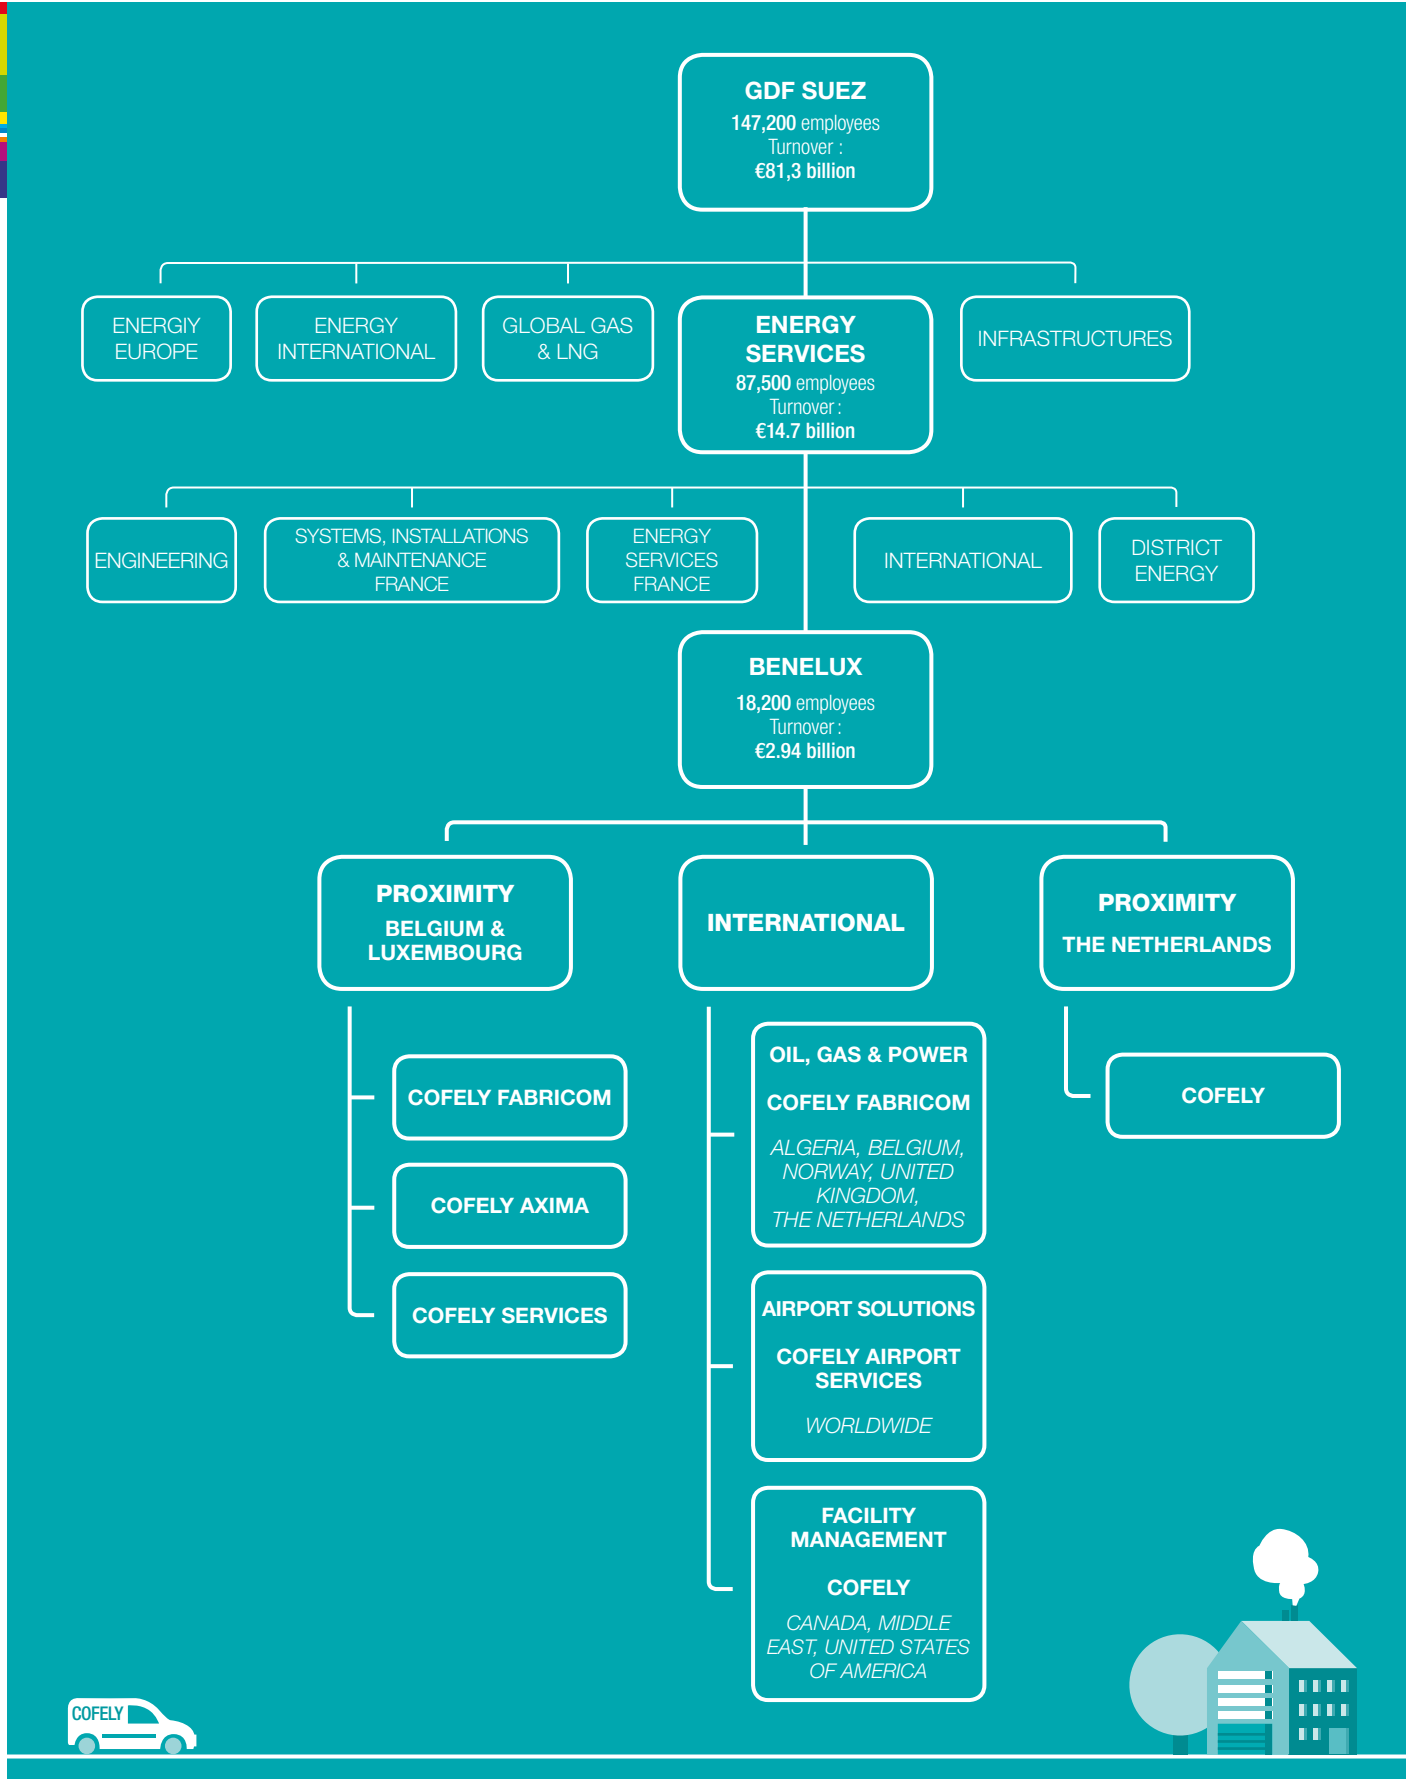 GDF SUEZ
147,200 employees
Turnover :
€81,3 billion
ENERGIY
EUROPE
ENERGY
INTERNATIONAL
GLOBAL GAS
& LNG
ENERGY
SERVICES
87,500 employees
Turnover :
€14.7 billion
INFRASTRUCTURES
ENGINEERING
SYSTEMS, INSTALLATIONS
& MAINTENANCE
FRANCE
ENERGY
SERVICES
FRANCE
INTERNATIONAL
DISTRICT
ENERGY
BENELUX
18,200 employees
Turnover :
€2.94 billion
PROXIMITY
BELGIUM &
LUXEMBOURG
COFELY FABRICOM
COFELY AXIMA
COFELY SERVICES
INTERNATIONAL
OIL, GAS & POWER
COFELY FABRICOM
ALGERIA, BELGIUM,
NORWAY, UNITED
KINGDOM,
THE NETHERLANDS
AIRPORT SOLUTIONS
COFELY AIRPORT
SERVICES
WORLDWIDE
FACILITY
MANAGEMENT
COFELY
CANADA, MIDDLE
EAST, UNITED STATES
OF AMERICA
PROXIMITY
THE NETHERLANDS
COFELY
COFELY